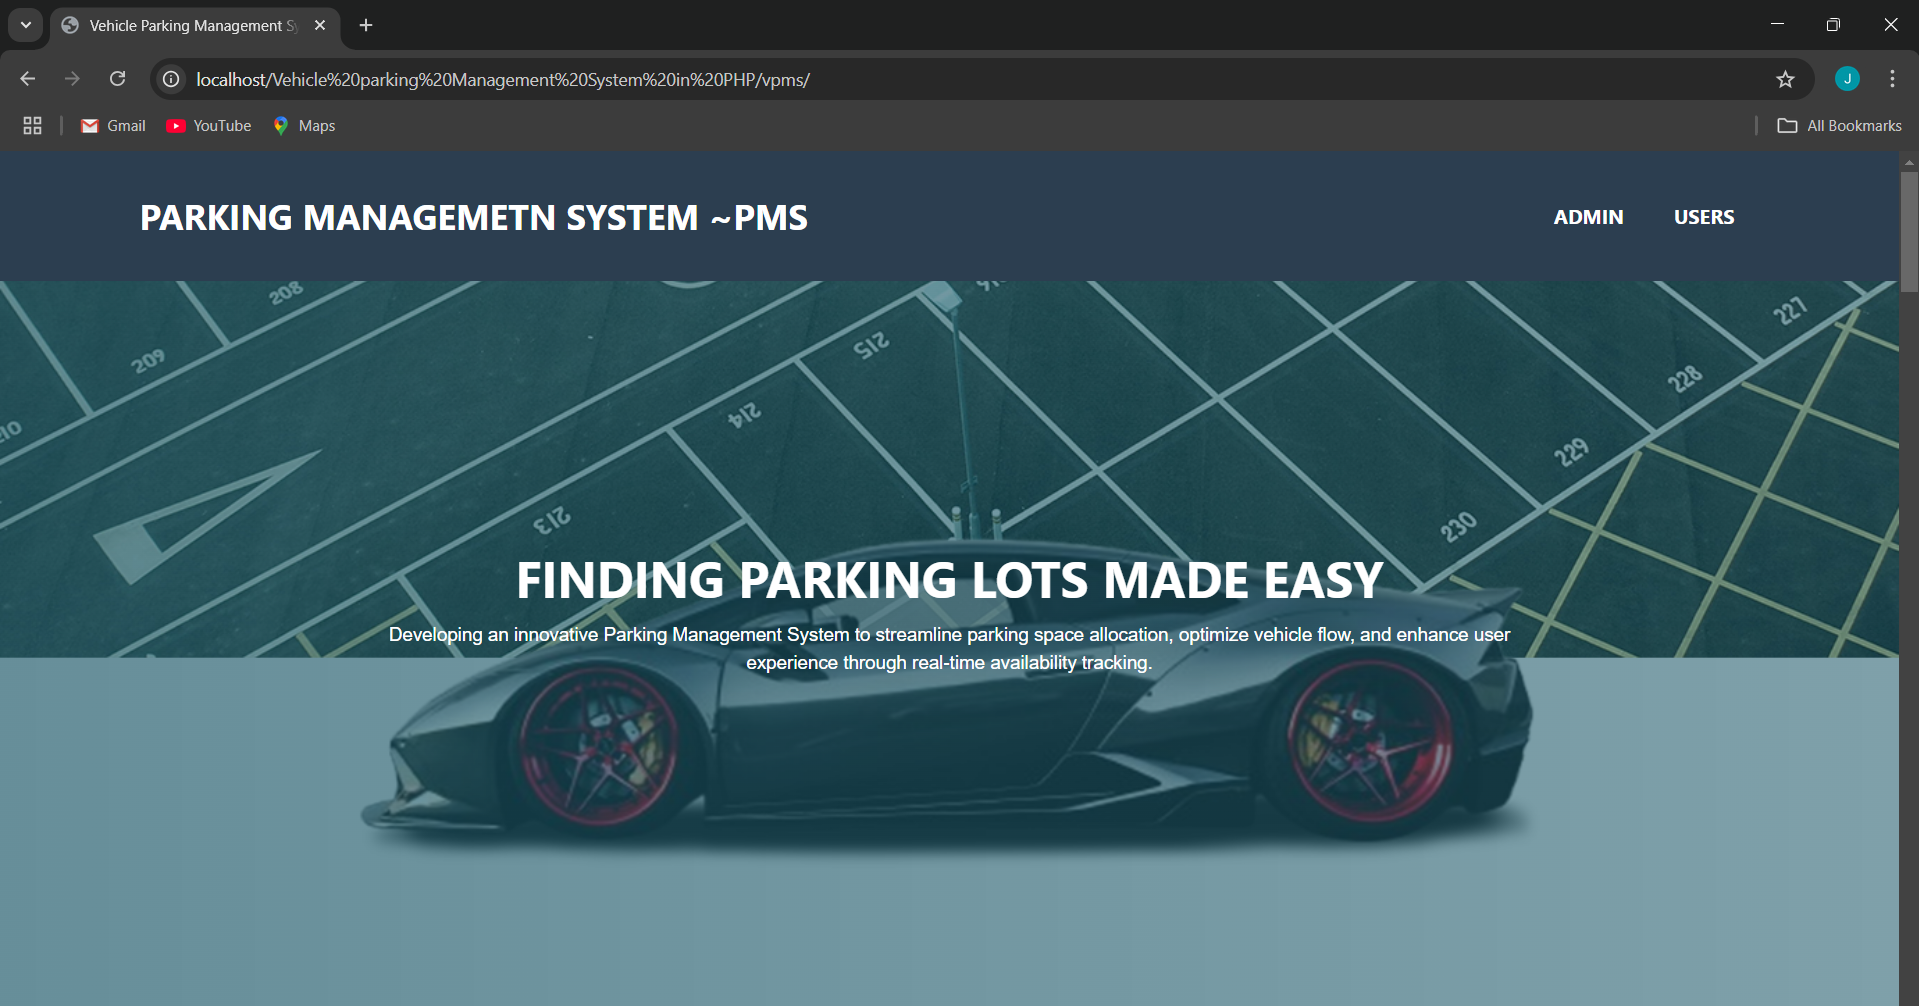 Vehicle Parking Management Sy
localhost/Vehicle%20parking%20Management%20System%20in%20PHP/vpms/
J
Gmail
YouTube
Maps
All Bookmarks
PARKING MANAGEMETN SYSTEM ~PMS
ADMIN
USERS
208
209
210
213
214
215
216
227
228
229
230
FINDING PARKING LOTS MADE EASY
Developing an innovative Parking Management System to streamline parking space allocation, optimize vehicle flow, and enhance user
experience through real-time availability tracking.